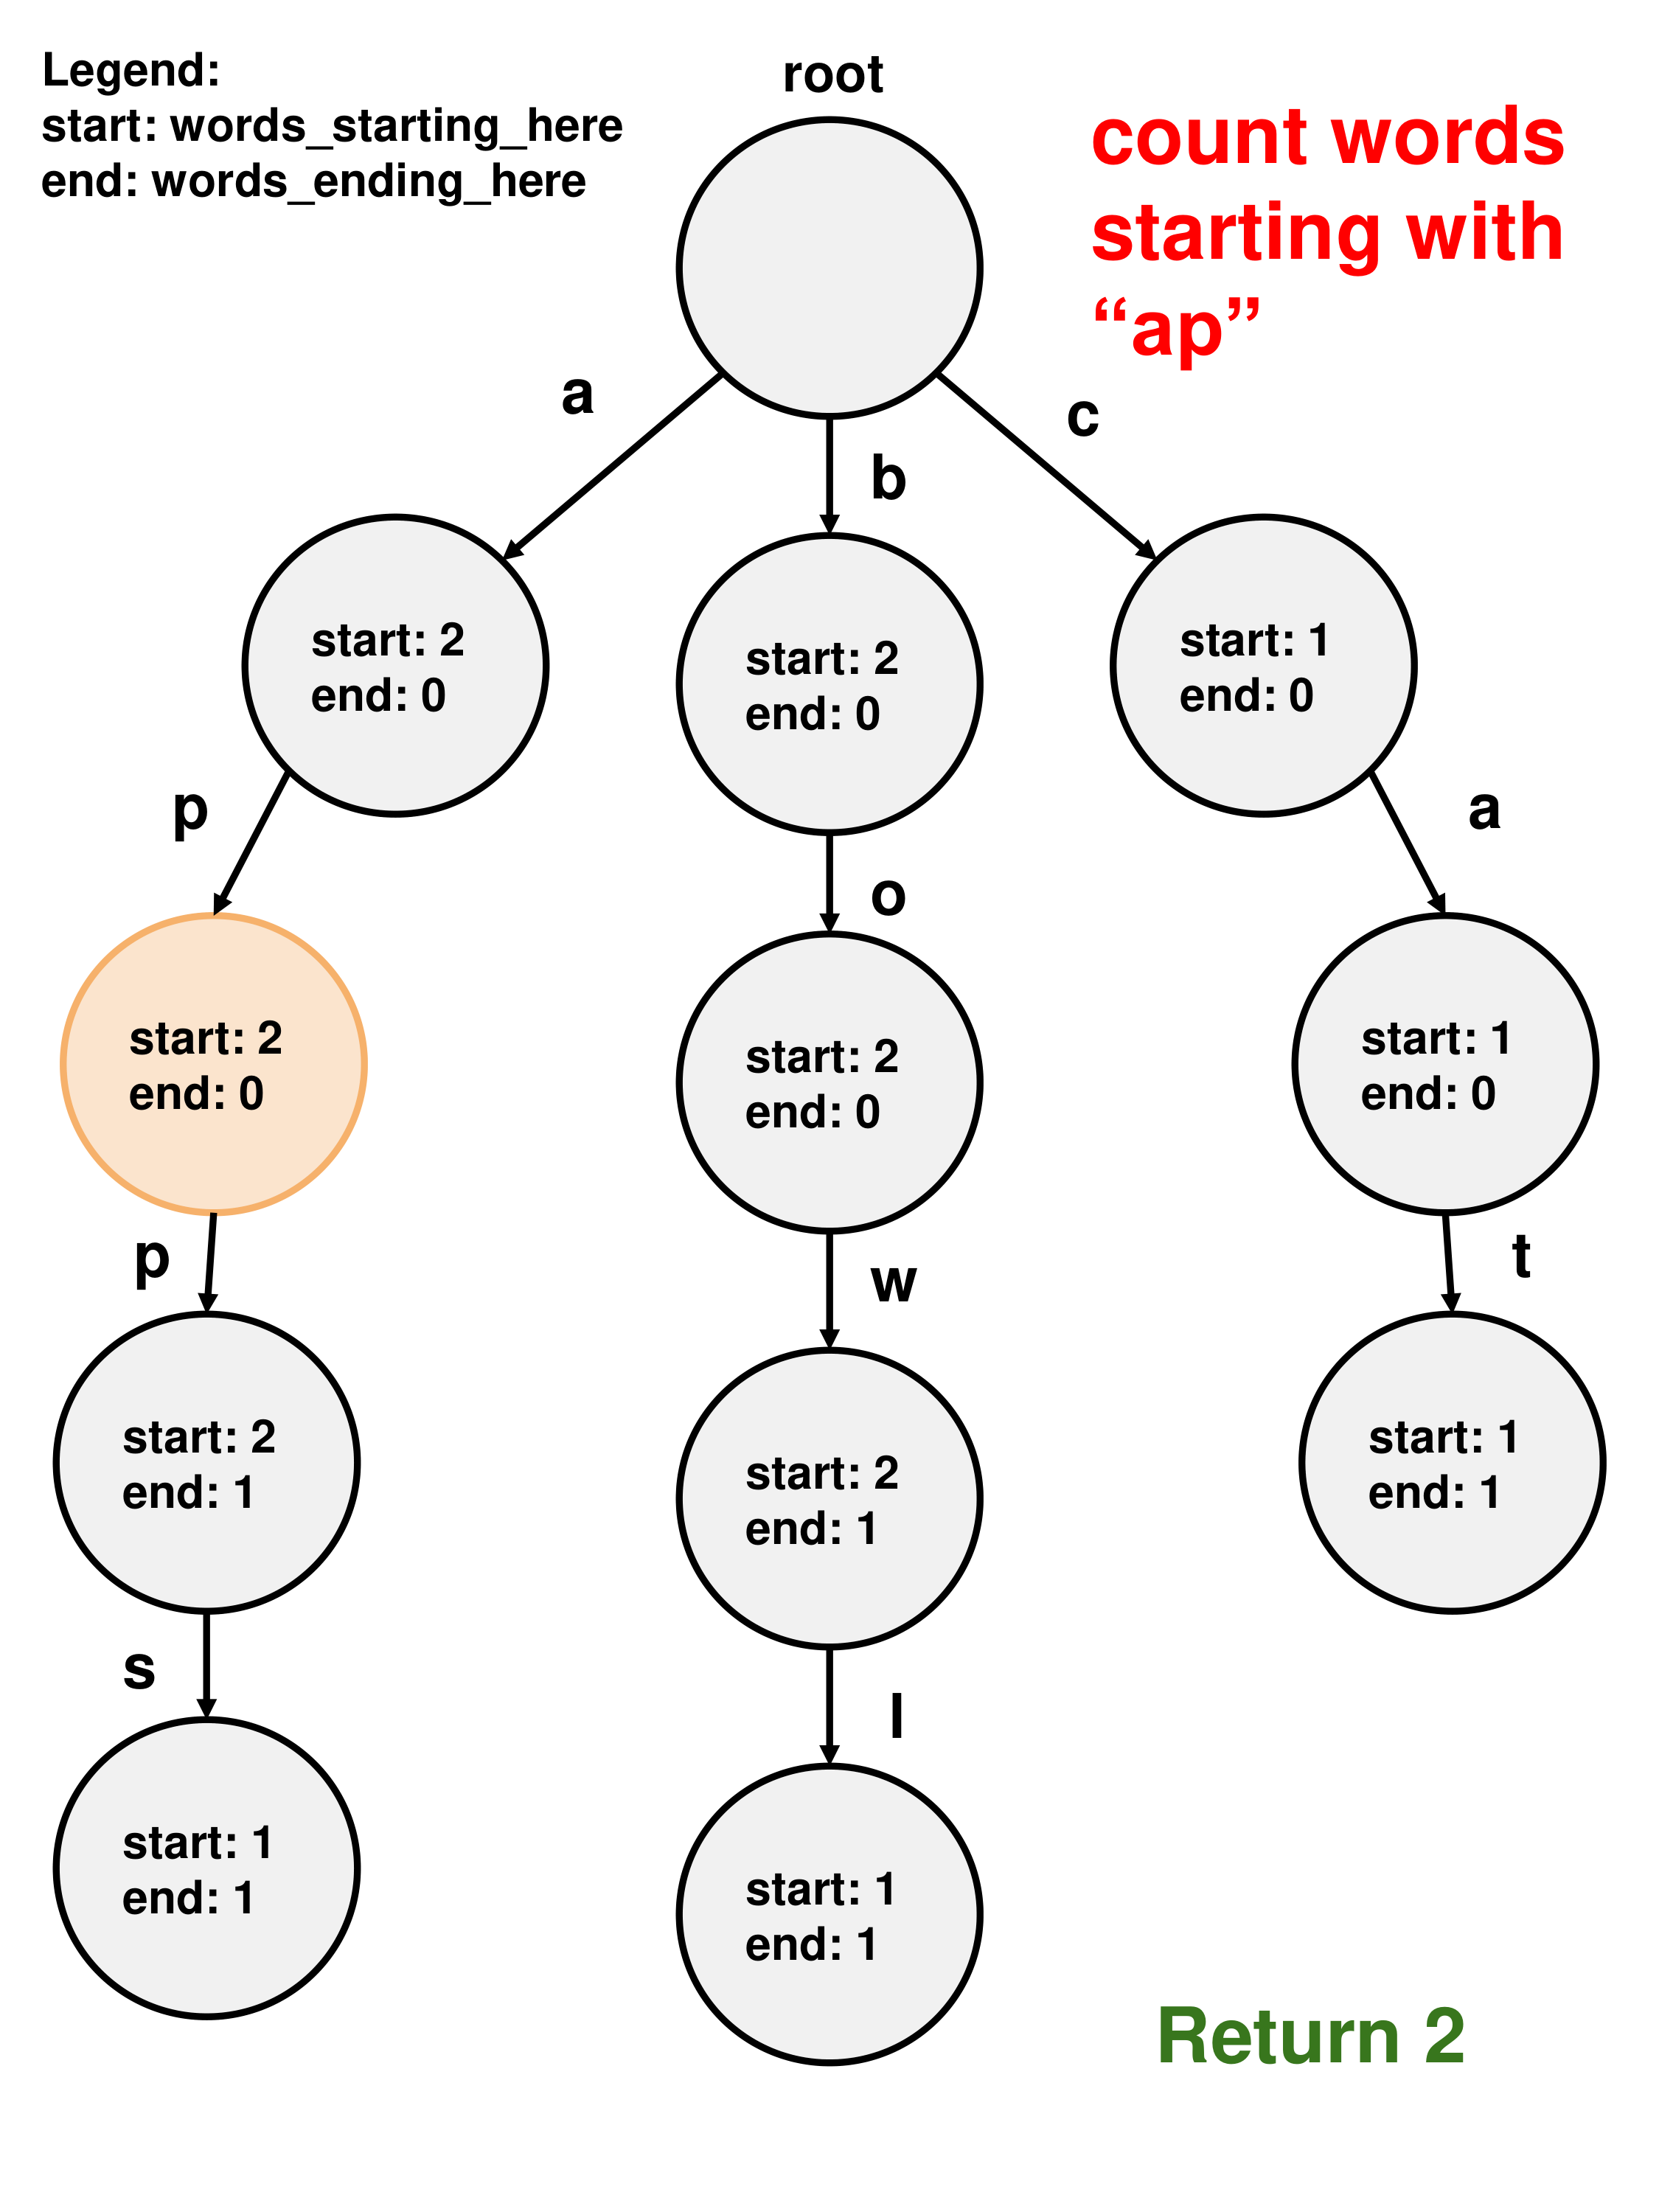 Legend:
start: words_starting_here
end: words_ending_here
root
count words
starting with
“ap”
a
b
c
start: 2
end: 0
start: 2
end: 0
start: 1
end: 0
p
o
a
start: 2
end: 0
start: 2
end: 0
start: 1
end: 0
p
w
t
start: 2
end: 1
start: 2
end: 1
start: 1
end: 1
s
l
start: 1
end: 1
start: 1
end: 1
Return 2